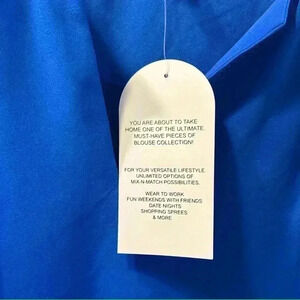 YOU ARE ABOUT TO TAKE
HOME ONE OF THE ULTIMATE,
MUST-HAVE PIECES OF
BLOUSE COLLECTION!
FOR YOUR VERSATILE LIFESTYLE
UNLIMITED OPTIONS OF
MIX-N-MATCH POSSIBILITIES.
WEAR TO WORK
FUN WEEKENDS WITH FRIENDS
DATE NIGHTS
SHOPPING SPREES
& MORE